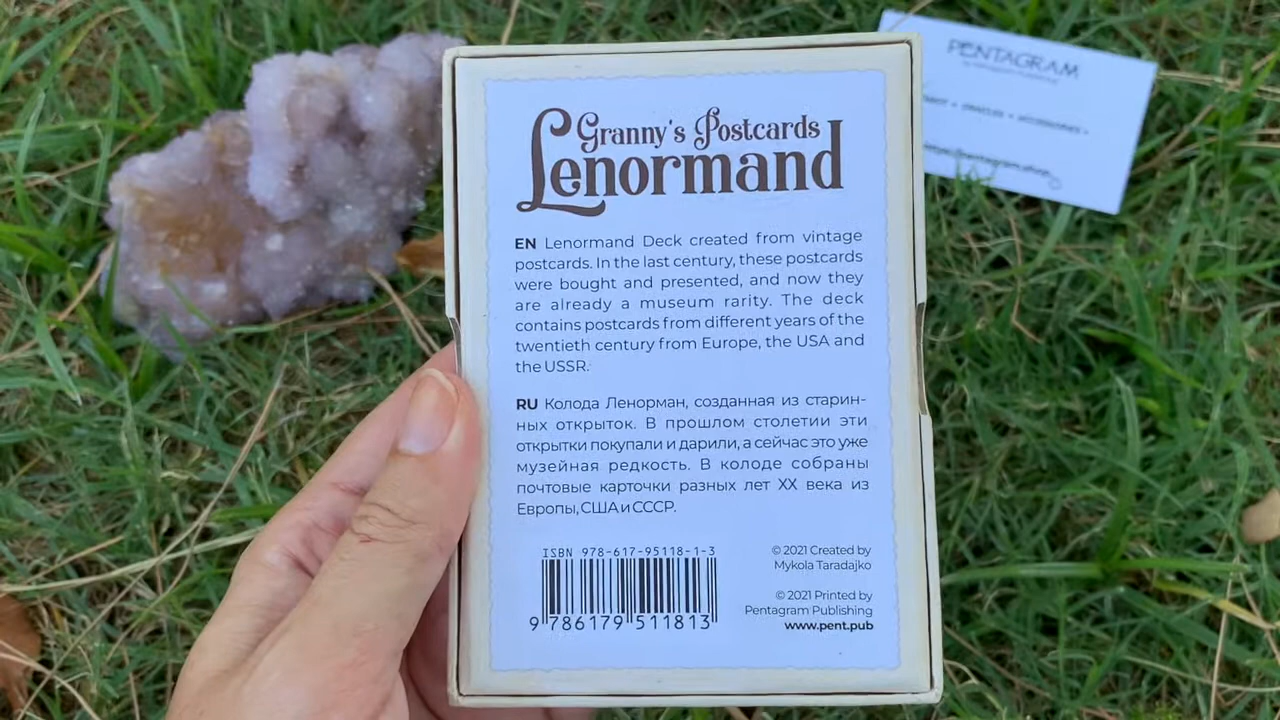 Granny's Postcards
Lenormand
EN Lenormand Deck created from vintage
postcards. In the last century, these postcards
were bought and presented, and now they
are already a museum rarity. The deck
contains postcards from different years of the
twentieth century from Europe, the USA and
the USSR.
RU Колода Ленорман, созданная из старин-
ных открыток. В прошлом столетии эти
открытки покупали и дарили, а сейчас это уже
музейная редкость. В колоде собраны
почтовые карточки разных лет XX века из
Европы, США и СССР.
ISBN 978-617-95118-1-3
9 786179 511813
© 2021 Created by
Mykola Taradajko
© 2021 Printed by
Pentagram Publishing
www.pent.pub
PENTAGRAM